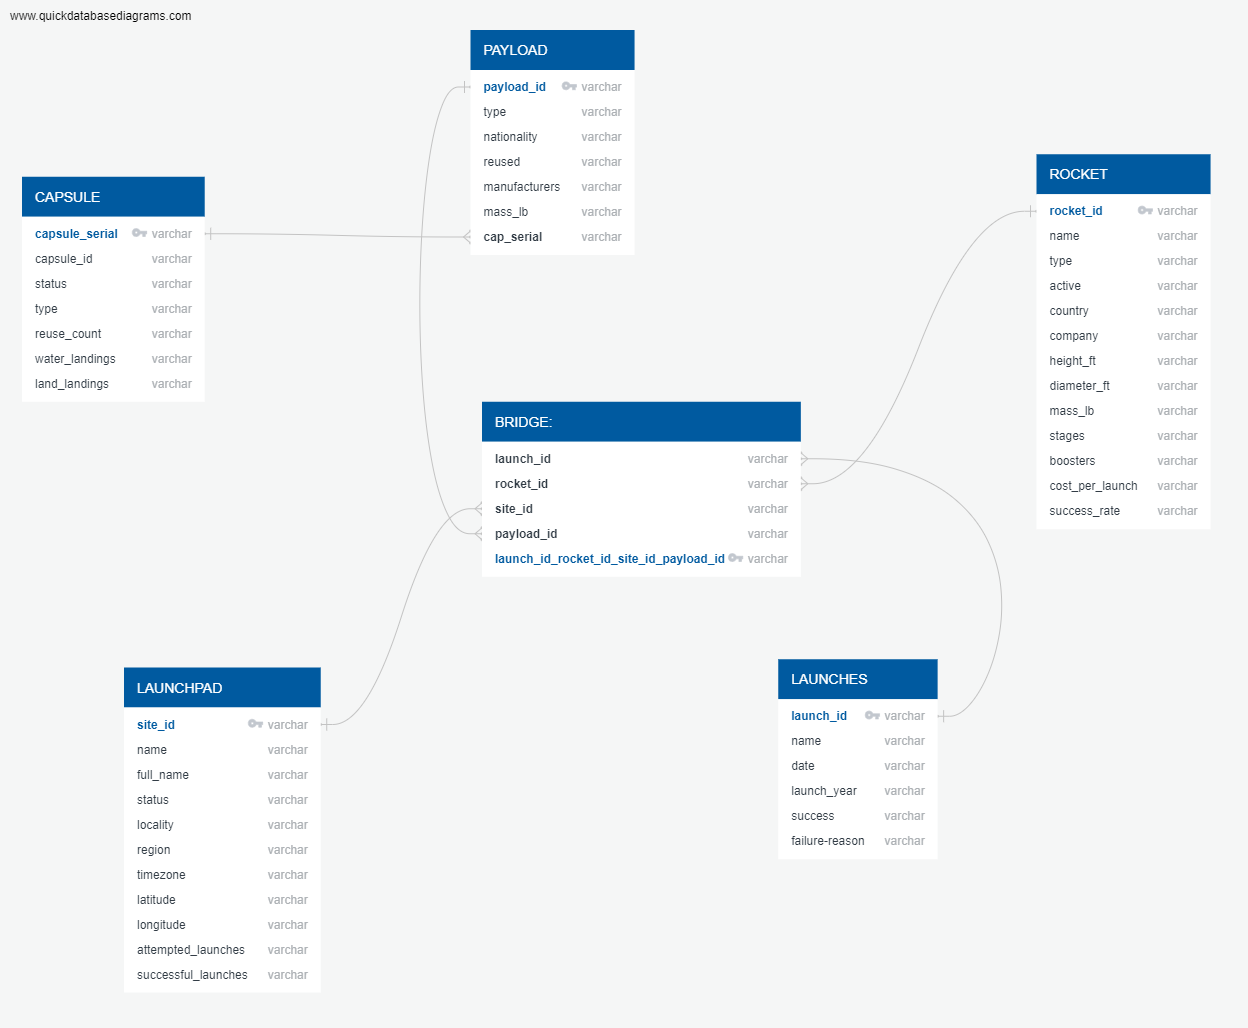 www.quickdatabasediagrams.com
PAYLOAD
payload_id varchar
type varchar
nationality varchar
reused varchar
manufacturers varchar
mass_lb varchar
cap_serial varchar
CAPSULE
capsule_serial varchar
capsule_id varchar
status varchar
type varchar
reuse_count varchar
water_landings varchar
land_landings varchar
ROCKET
rocket_id varchar
name varchar
type varchar
active varchar
country varchar
company varchar
height_ft varchar
diameter_ft varchar
mass_lb varchar
stages varchar
boosters varchar
cost_per_launch varchar
success_rate varchar
BRIDGE:
launch_id varchar
rocket_id varchar
site_id varchar
payload_id varchar
launch_id_rocket_id_site_id_payload_id varchar
LAUNCHPAD
site_id varchar
name varchar
full_name varchar
status varchar
locality varchar
region varchar
timezone varchar
latitude varchar
longitude varchar
attempted_launches varchar
successful_launches varchar
LAUNCHES
launch_id varchar
name varchar
date varchar
launch_year varchar
success varchar
failure-reason varchar